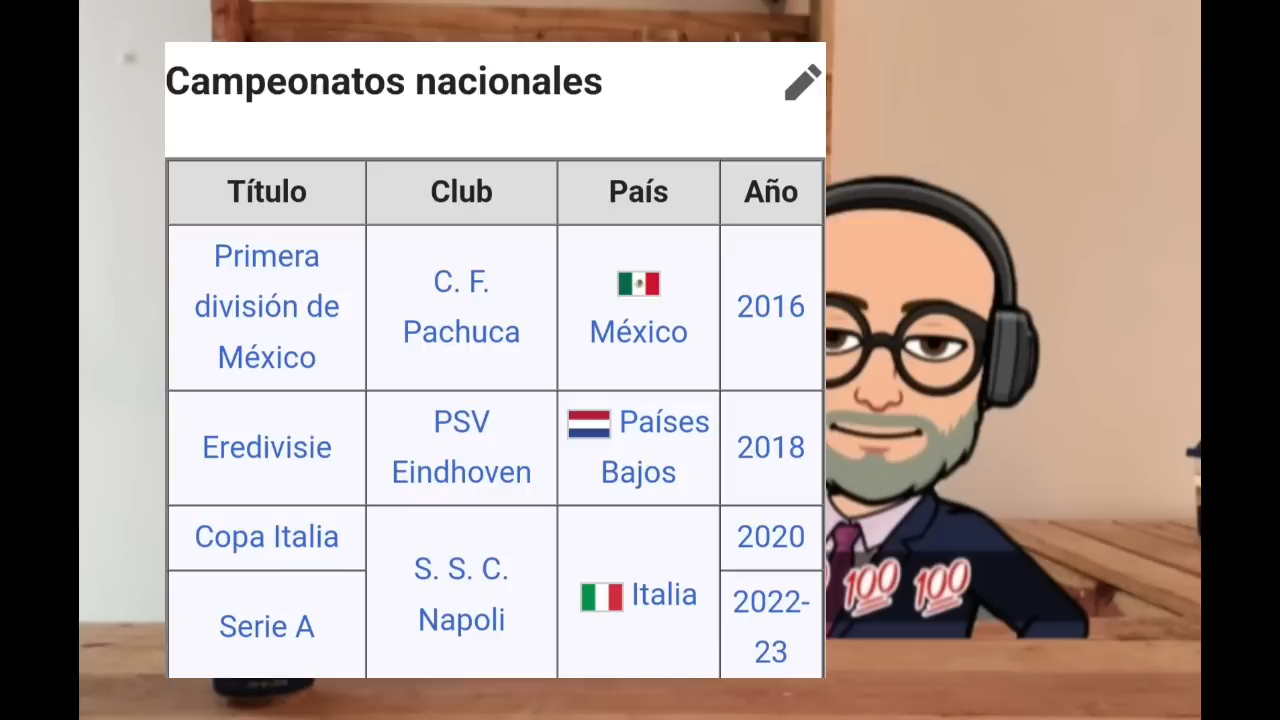 Campeonatos nacionales
Título Club País Año
Primera
división de
México
C. F.
Pachuca
México
2016
Eredivisie
PSV
Eindhoven
Países
Bajos
2018
Copa Italia
2020
S. S. C.
Napoli
Italia
Serie A
2022-
23
100 100